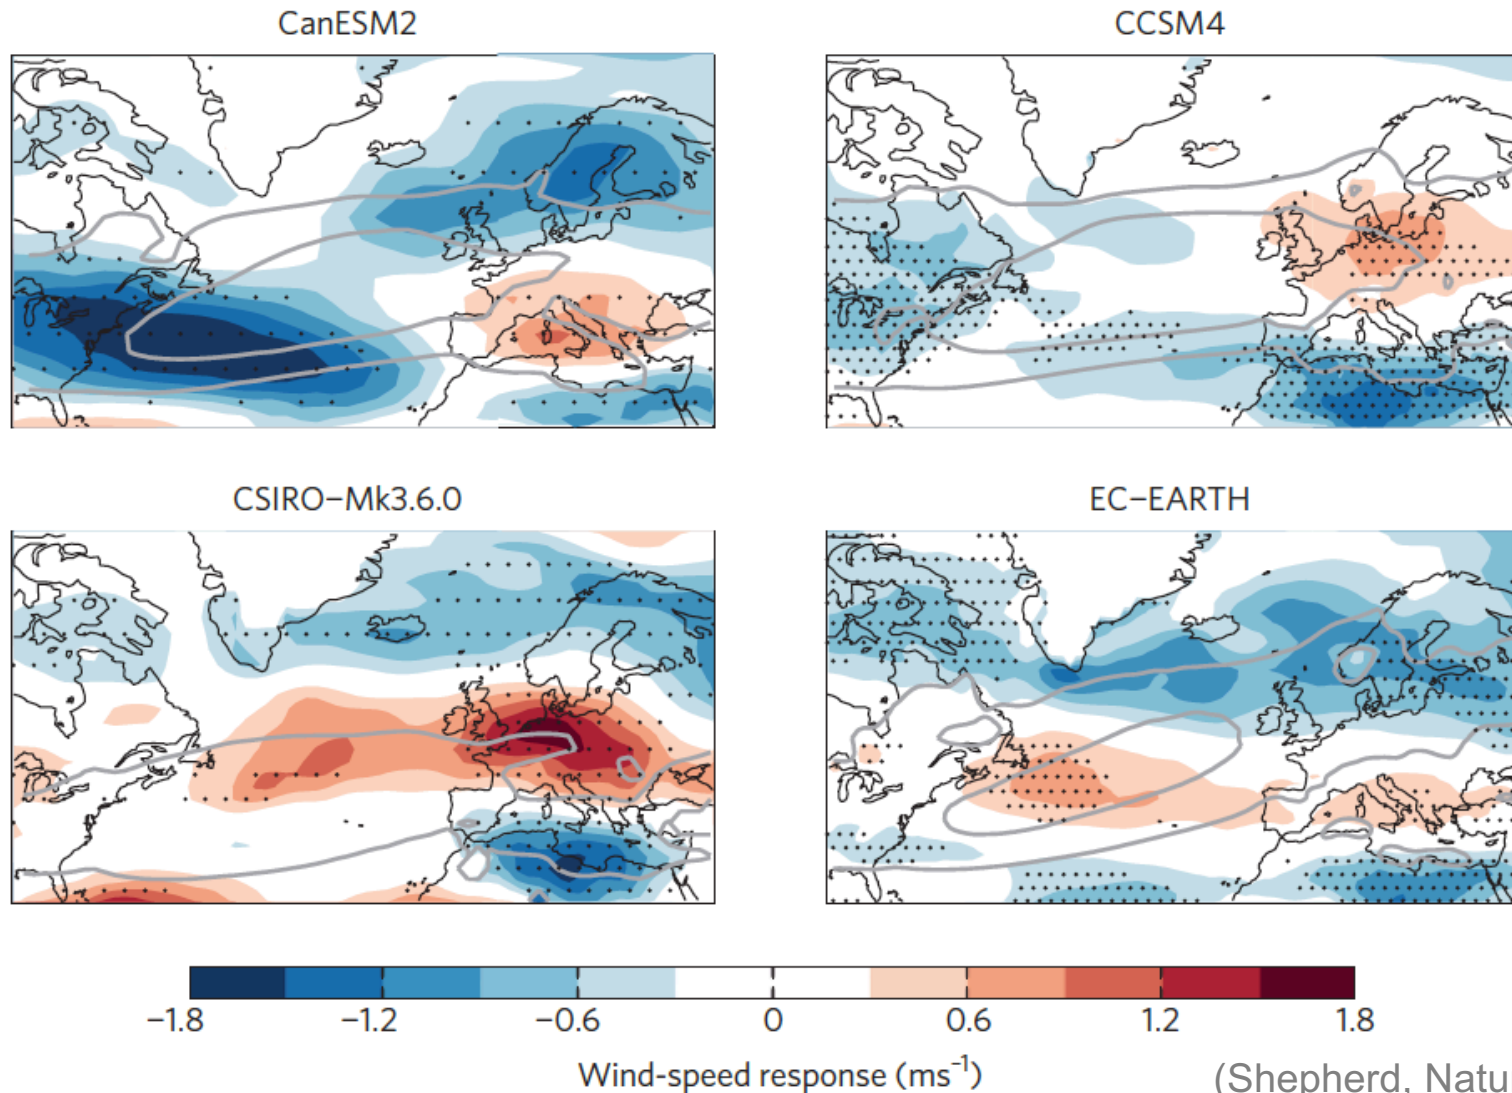 CanESM2
CCSM4
CSIRO–Mk3.6.0
EC–EARTH
−1.8 −1.2 −0.6 0 0.6 1.2 1.8
Wind-speed response (ms⁻¹)
(Shepherd, Natu